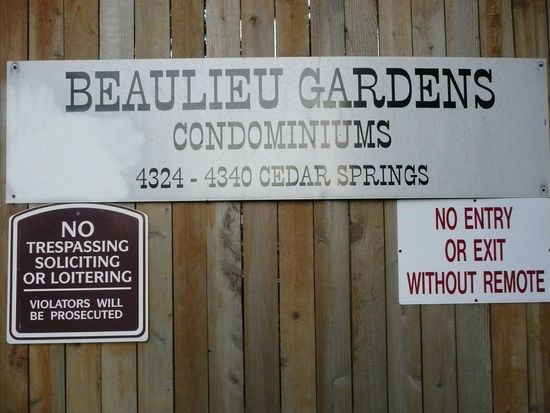 BEAULIEU GARDENS
CONDOMINIUMS
4324 - 4340 CEDAR SPRINGS
NO
TRESPASSING
SOLICITING
OR LOITERING
VIOLATORS WILL
BE PROSECUTED
NO ENTRY
OR EXIT
WITHOUT REMOTE